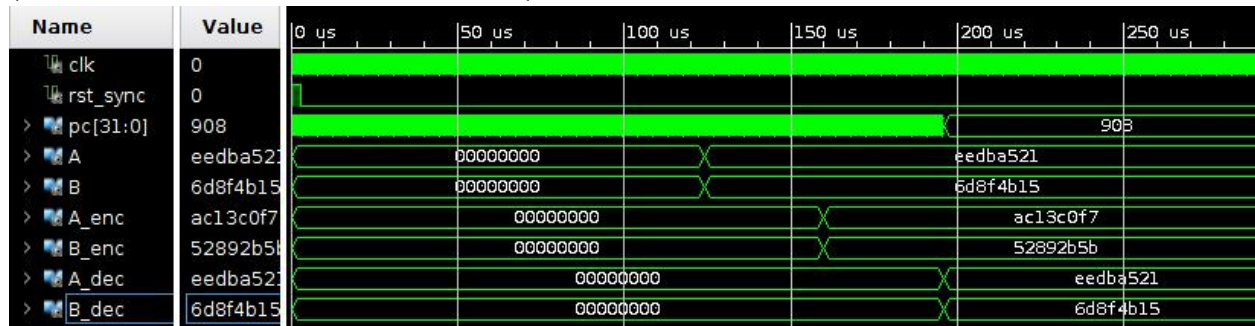 Name Value 0 us 50 us 100 us 150 us 200 us 250 us
clk 0
rst_sync 0
pc[31:0] 908 908
A eedba521 00000000 eedba521
B 6d8f4b15 00000000 6d8f4b15
A_enc ac13c0f7 00000000 ac13c0f7
B_enc 52892b5b 00000000 52892b5b
A_dec eedba521 00000000 eedba521
B_dec 6d8f4b15 00000000 6d8f4b15